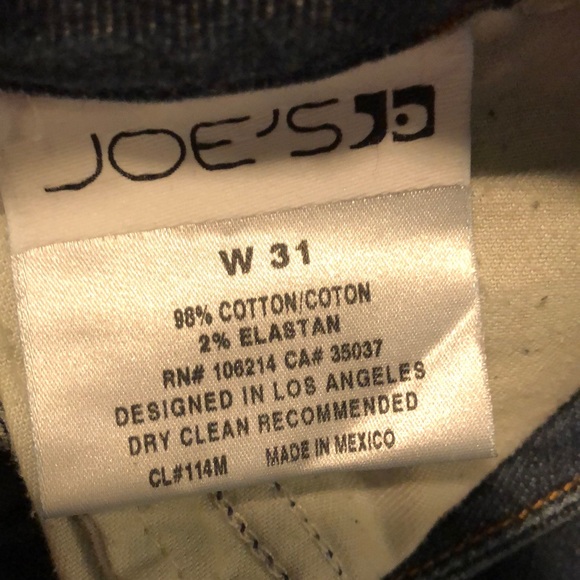 JOE'S
W 31
98% COTTON/COTON
2% ELASTAN
RN# 106214 CA# 35037
DESIGNED IN LOS ANGELES
DRY CLEAN RECOMMENDED
CL#114M MADE IN MEXICO